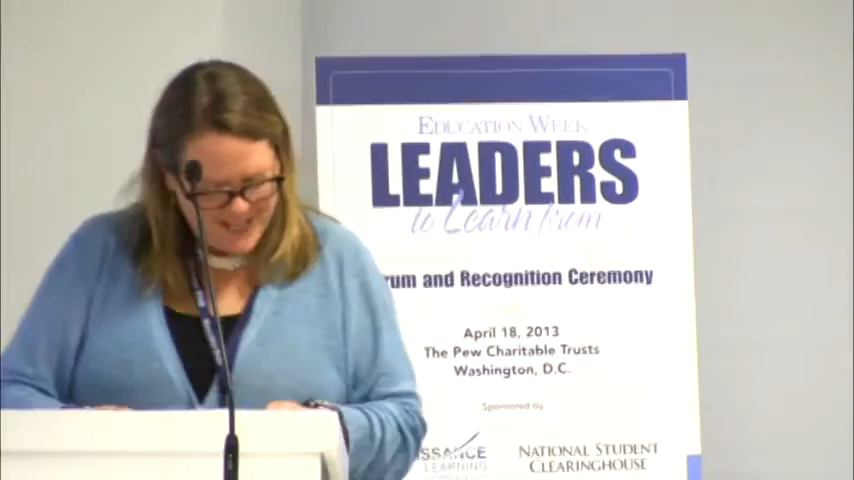 EDUCATION WEEK
LEADERS
to Learn from
rum and Recognition Ceremony
April 18, 2013
The Pew Charitable Trusts
Washington, D.C.
Sponsored by
SSANCE
LEARNING
NATIONAL STUDENT
CLEARINGHOUSE